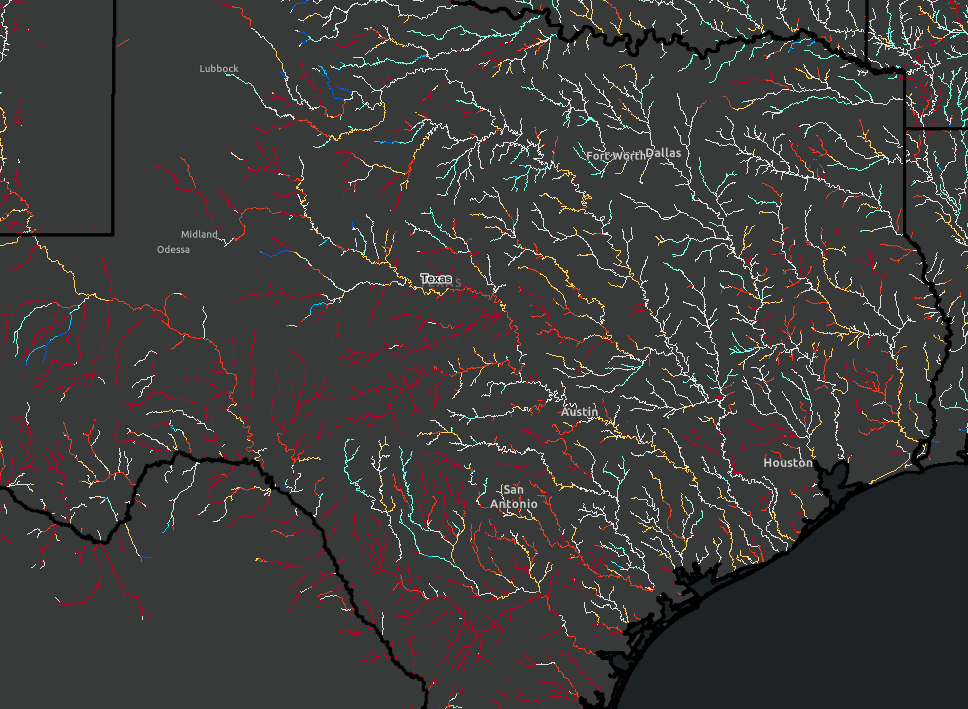 Lubbock
Fort Worth
Dallas
Midland
Odessa
Texas
Austin
Houston
San
Antonio